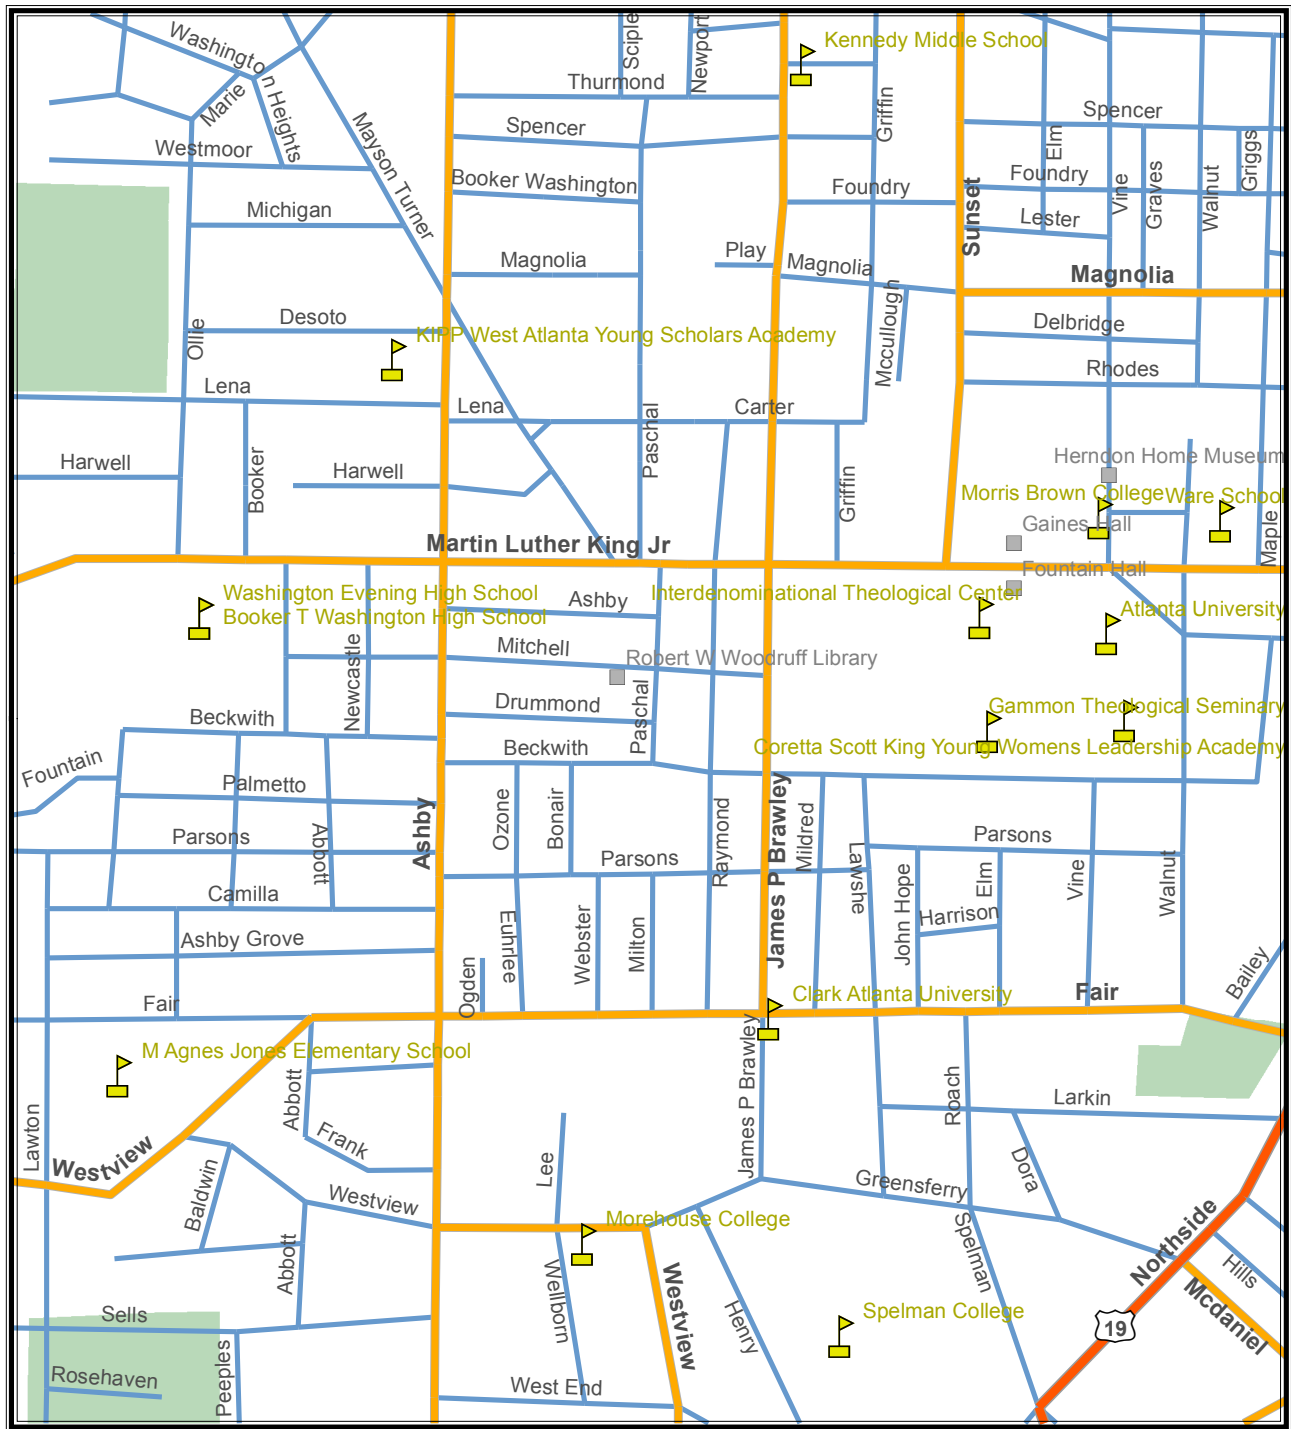 Washington Heights
Sciple
Newport
Kennedy Middle School
Thurmond
Marie
Griffin
Spencer
Spencer
Mayson Turner
Elm
Griggs
Westmoor
Booker Washington
Foundry
Foundry
Vine
Graves
Walnut
Michigan
Sunset
Lester
Magnolia
Play
Magnolia
Magnolia
Mccullough
Desoto
Ollie
KIPP West Atlanta Young Scholars Academy
Delbridge
Rhodes
Lena
Lena
Carter
Paschal
Harwell
Booker
Harwell
Griffin
Herndon Home Museum
Morris Brown College
Ware School
Gaines Hall
Maple
Martin Luther King Jr
Fountain Hall
Washington Evening High School
Booker T Washington High School
Ashby
Interdenominational Theological Center
Atlanta University
Newcastle
Mitchell
Robert W Woodruff Library
Paschal
Drummond
Gammon Theological Seminary
Beckwith
Beckwith
Coretta Scott King Young Womens Leadership Academy
Fountain
Palmetto
Ashby
Ozone
Bonair
Raymond
James P Brawley
Mildred
Parsons
Abbott
Parsons
Lawshe
Parsons
Elm
Vine
Walnut
Camilla
John Hope
Harrison
Ashby Grove
Euhrlee
Webster
Milton
Ogden
Fair
Clark Atlanta University
Fair
Bailey
M Agnes Jones Elementary School
James P Brawley
Abbott
Roach
Larkin
Lawton
Westview
Frank
Lee
Dora
Baldwin
Westview
Greensferry
Morehouse College
Spelman
Northside
Abbott
Wellborn
Westview
Henry
Hills
Mcdaniel
Sells
Spelman College
19
Rosehaven
Peeples
West End